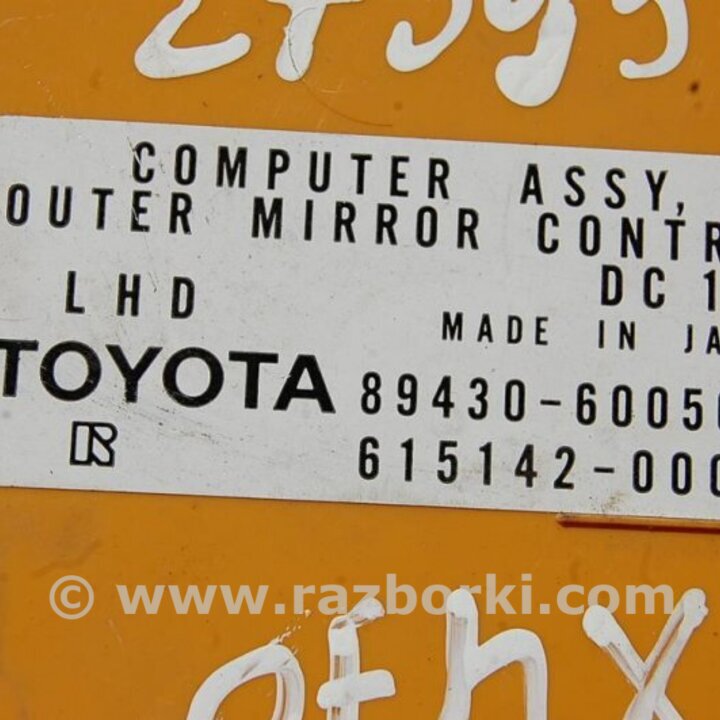 COMPUTER ASSY,
OUTER MIRROR CONTR
DC 1
LHD
MADE IN JA
TOYOTA 89430-6005
615142-000
© www.razborki.com